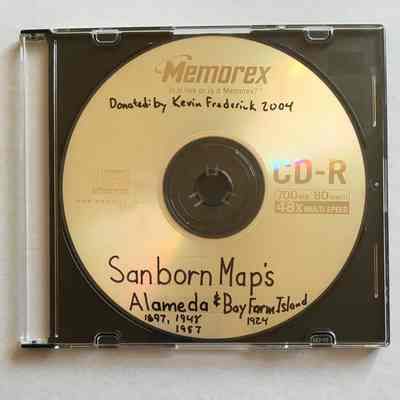 Memorex
Is it live or is it Memorex?
Donated by Kevin Frederick 2004
CD-R
700MB 80MIN
48X MULTI SPEED
Sanborn Map's
Alameda & Bay Farm Island
1897, 1948 1924
1957